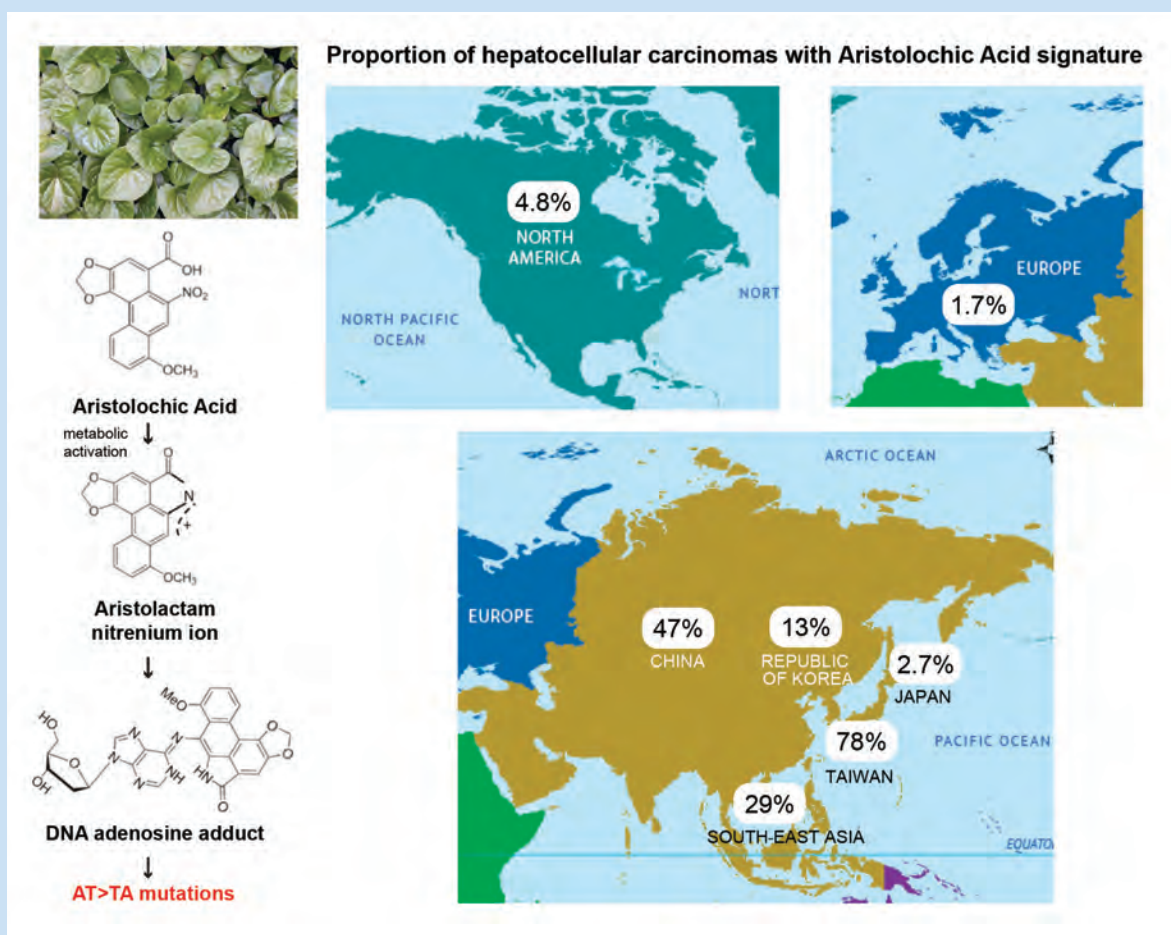 Proportion of hepatocellular carcinomas with Aristolochic Acid signature
O
O
O
OH
NO₂
OCH₃
Aristolochic Acid
metabolic
activation
O
O
O
N
+
OCH₃
Aristolactam
nitrenium ion
MeO
HO
O
OH
N
N
N
N
NH
N
HN
O
O
O
DNA adenosine adduct
AT>TA mutations
4.8%
NORTH
AMERICA
NORTH PACIFIC
OCEAN
NORT
EUROPE
1.7%
ARCTIC OCEAN
EUROPE
47%
CHINA
13%
REPUBLIC
OF KOREA
2.7%
JAPAN
78%
TAIWAN
PACIFIC OCEAN
29%
SOUTH-EAST ASIA
EQUATO